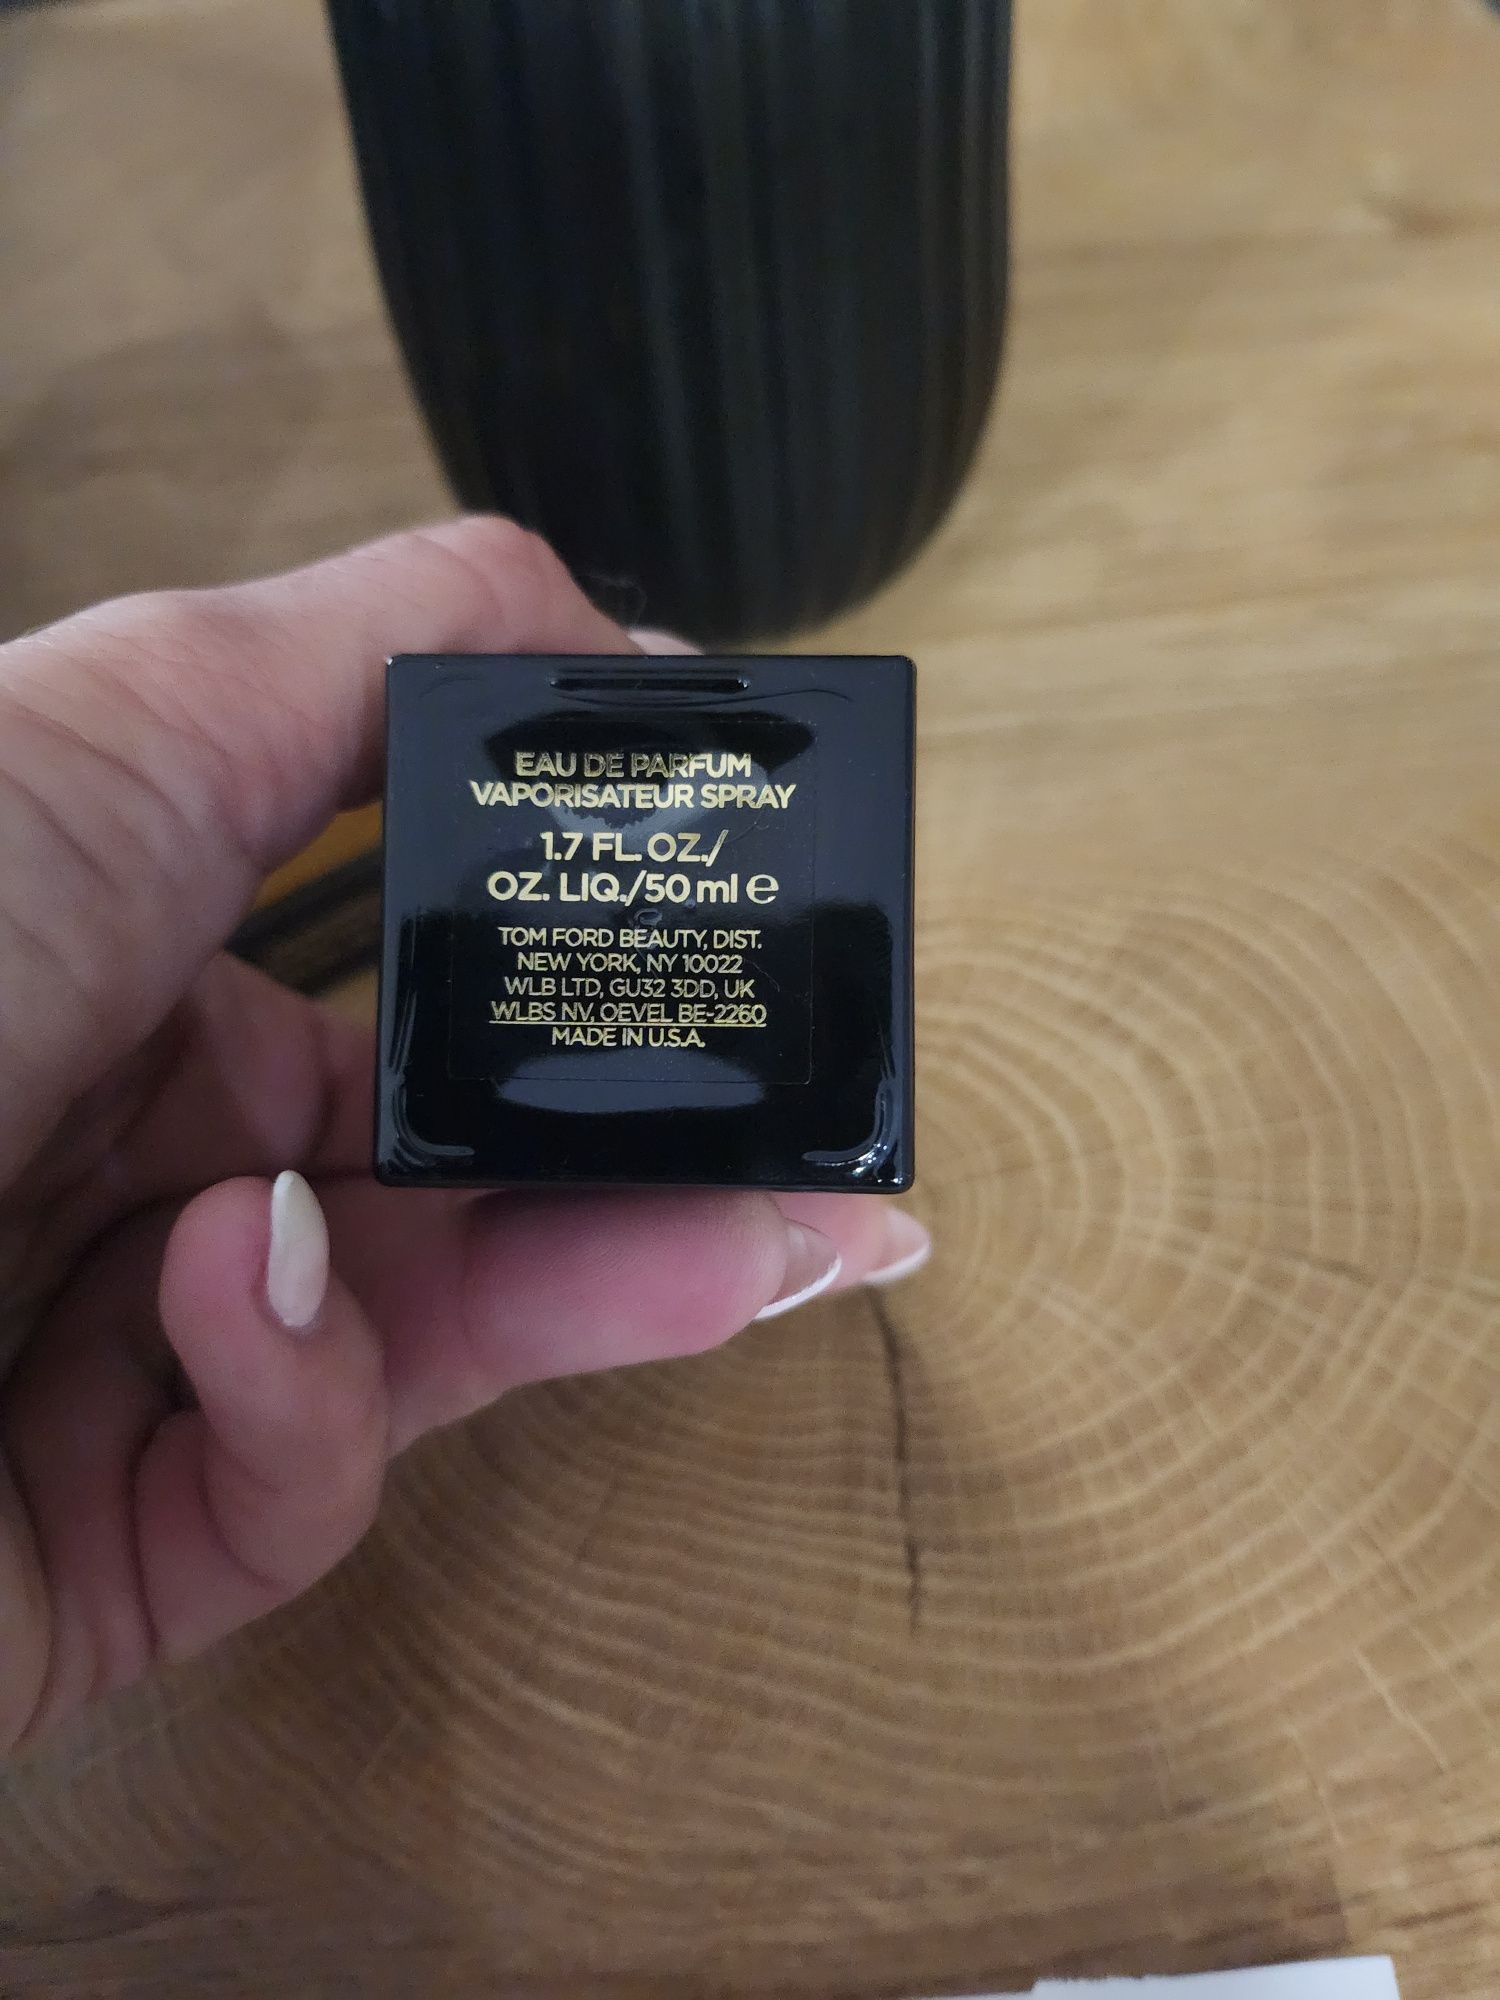 EAU DE PARFUM
VAPORISATEUR SPRAY
1.7 FL. OZ./
OZ. LIQ./50 ml ℮
TOM FORD BEAUTY, DIST.
NEW YORK, NY 10022
WLB LTD, GU32 3DD, UK
WLBS NV, OEVEL BE-2260
MADE IN U.S.A.